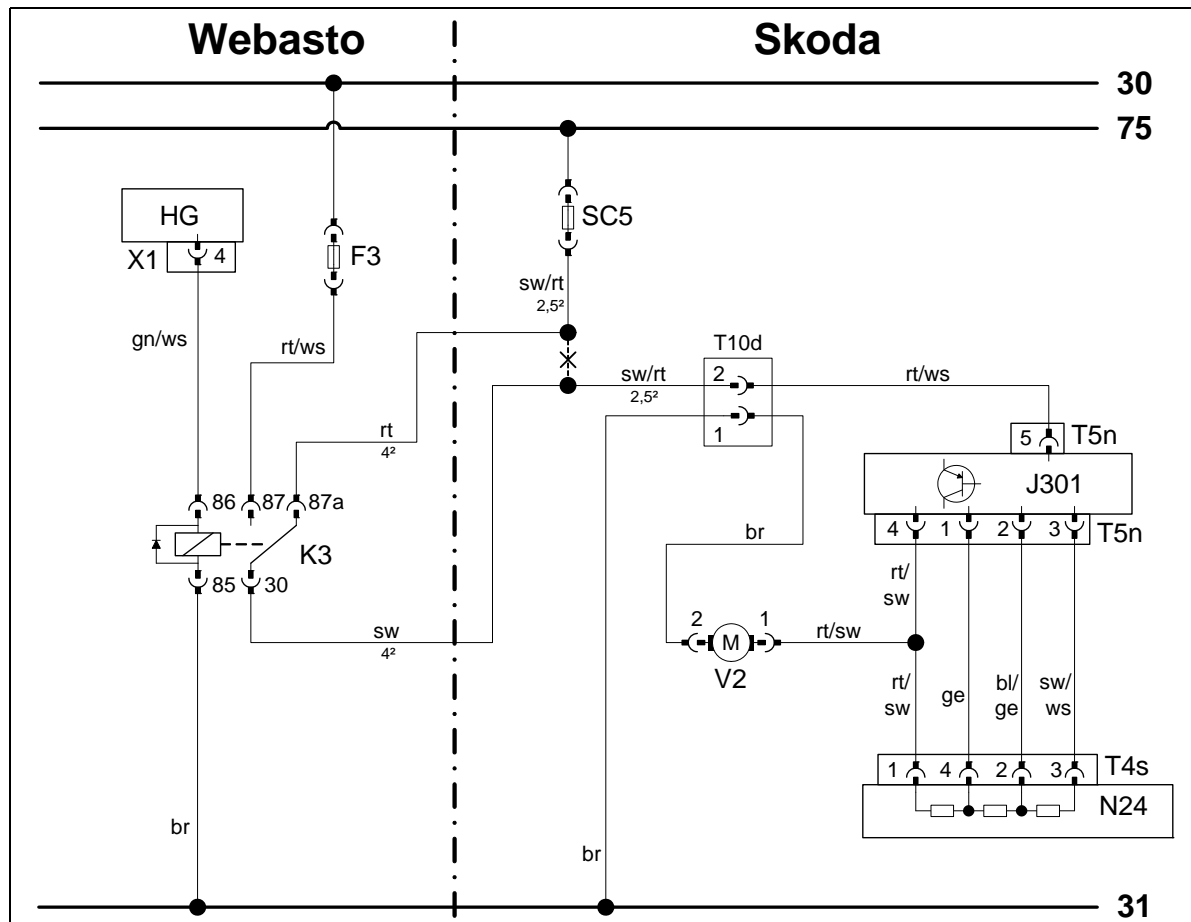 Webasto
Skoda
30
75
HG
SC5
X1
4
F3
sw/rt
2,5²
gn/ws
rt/ws
T10d
sw/rt
2,5²
2
rt/ws
1
rt
4²
5
T5n
J301
86
87
87a
4
1
2
3
T5n
K3
br
85
30
rt/
sw
sw
4²
2
1
M
rt/sw
V2
rt/
sw
ge
bl/
ge
sw/
ws
1
4
2
3
T4s
N24
br
br
31